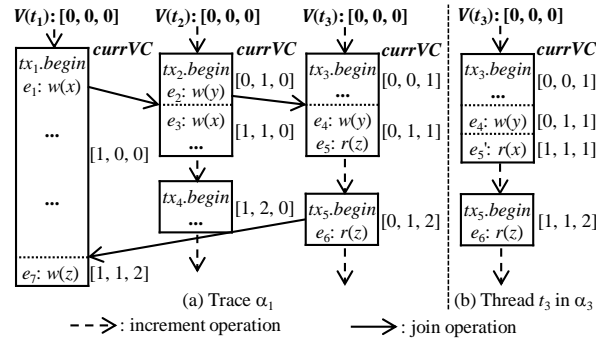 V(t₁): [0, 0, 0] V(t₂): [0, 0, 0] V(t₃): [0, 0, 0] V(t₃): [0, 0, 0]
currVC currVC currVC currVC
tx₁.begin
e₁: w(x)
...
...
...
[1, 0, 0]
e₇: w(z) [1, 1, 2]
tx₂.begin
e₂: w(y) [0, 1, 0]
e₃: w(x)
... [1, 1, 0]
tx₄.begin
... [1, 2, 0]
tx₃.begin
... [0, 0, 1]
e₄: w(y)
e₅: r(z) [0, 1, 1]
tx₅.begin
e₆: r(z) [0, 1, 2]
tx₃.begin
... [0, 0, 1]
e₄: w(y) [0, 1, 1]
e₅': r(x) [1, 1, 1]
tx₅.begin
e₆: r(z) [1, 1, 2]
(a) Trace α₁ (b) Thread t₃ in α₃
: increment operation : join operation